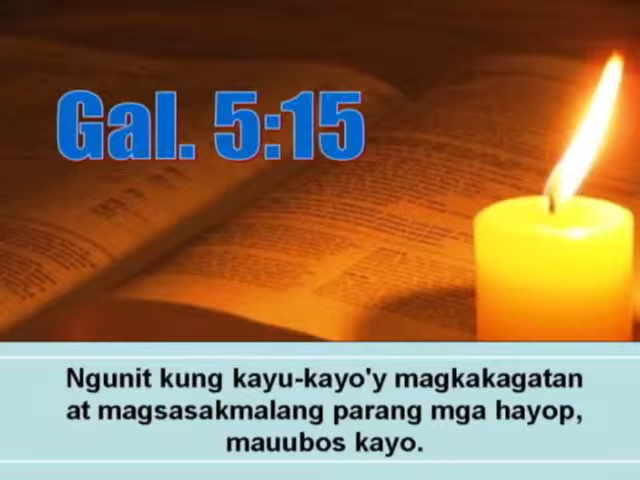 Gal. 5:15
Ngunit kung kayu-kayo'y magkakagatan
at magsasakmalang parang mga hayop,
mauubos kayo.